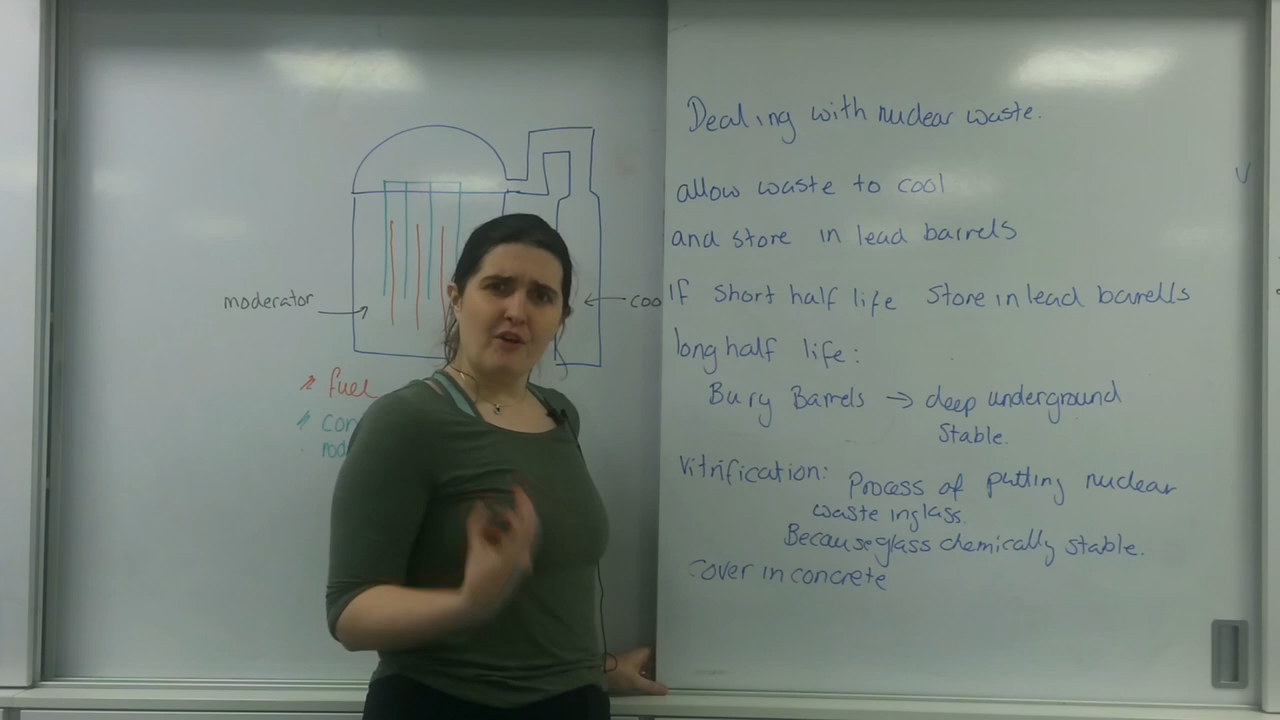 moderator
coo
fuel
con
rod
Dealing with nuclear waste.
allow waste to cool
and store in lead barrels
If short half life Store in lead barells
long half life:
Bury Barrels → deep underground
Stable.
Vitrification: Process of putting nuclear
waste in glass.
Because glass chemically stable.
cover in concrete